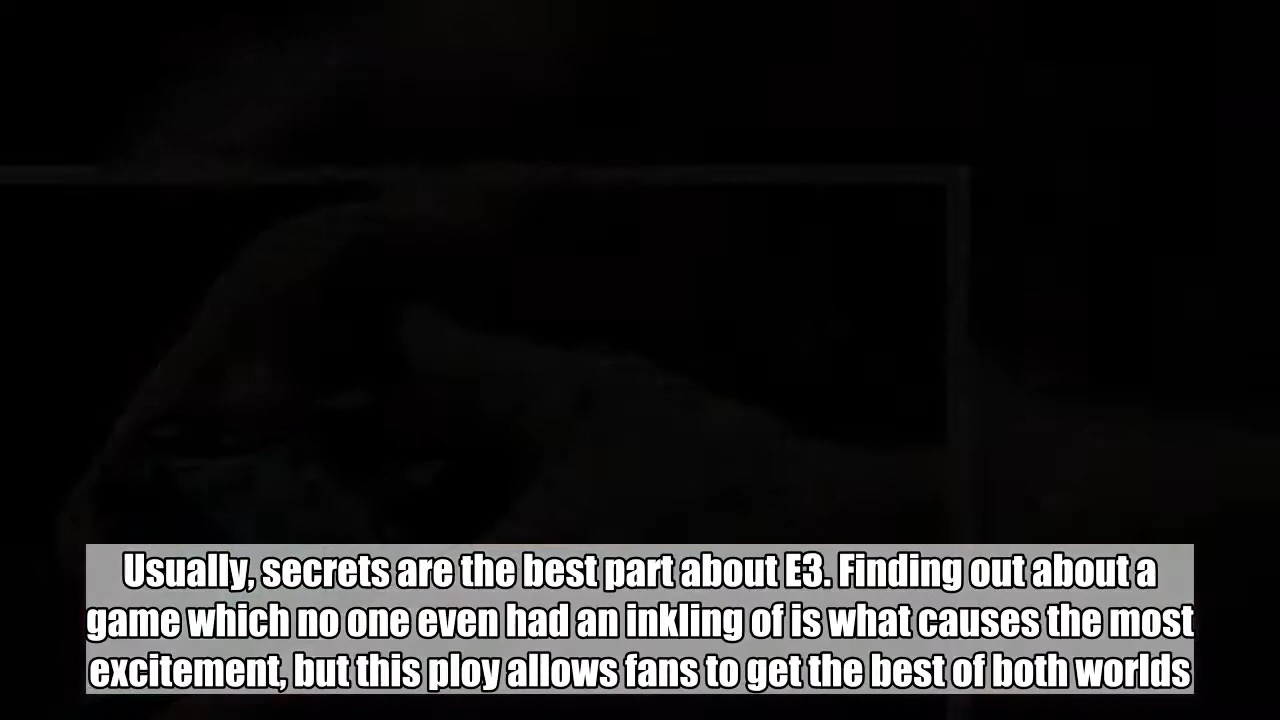 Usually, secrets are the best part about E3. Finding out about a
game which no one even had an inkling of is what causes the most
excitement, but this ploy allows fans to get the best of both worlds